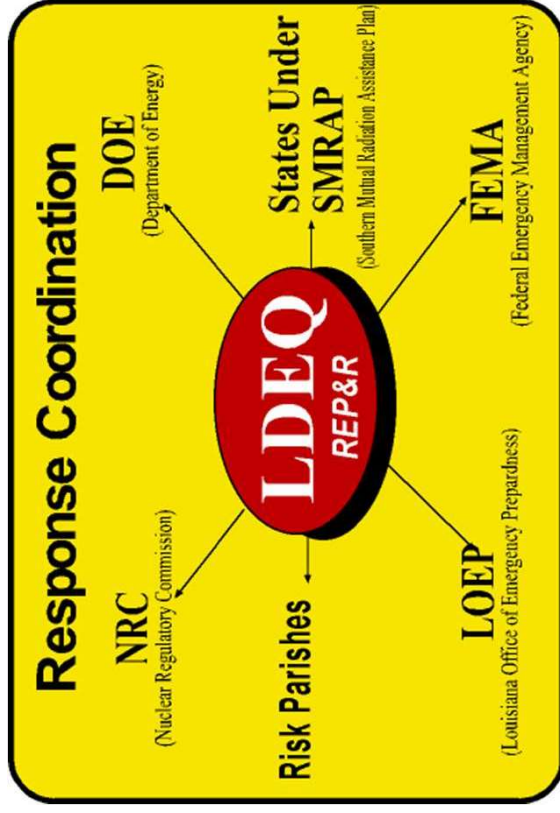 Response Coordination
NRC
(Nuclear Regulatory Commission)
DOE
(Department of Energy)
Risk Parishes
LDEQ
REP&R
States Under
SMRAP
(Southern Mutual Radiation Assistance Plan)
LOEP
(Louisiana Office of Emergency Prepardness)
FEMA
(Federal Emergency Management Agency)